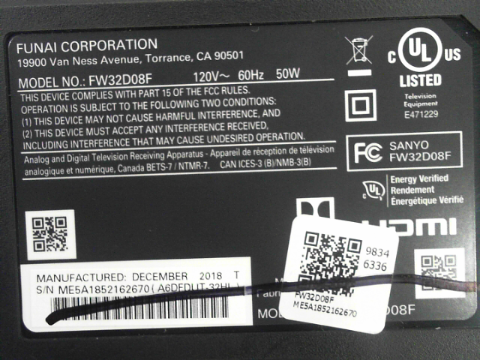 FUNAI CORPORATION
19900 Van Ness Avenue, Torrance, CA 90501
MODEL NO.: FW32D08F 120V~ 60Hz 50W
THIS DEVICE COMPLIES WITH PART 15 OF THE FCC RULES.
OPERATION IS SUBJECT TO THE FOLLOWING TWO CONDITIONS:
(1) THIS DEVICE MAY NOT CAUSE HARMFUL INTERFERENCE, AND
(2) THIS DEVICE MUST ACCEPT ANY INTERFERENCE RECEIVED,
INCLUDING INTERFERENCE THAT MAY CAUSE UNDESIRED OPERATION.
Analog and Digital Television Receiving Apparatus - Appareil de réception de télévision
analogique et numérique, Canada BETS-7 / NTMR-7. CAN ICES-3 (B)/NMB-3(B)
C UL US
LISTED
Television
Equipment
E471229
FC SANYO
FW32D08F
UL Energy Verified
Rendement
Énergétique Vérifié
HDMI
MANUFACTURED: DECEMBER 2018 T
S/N ME5A1852162670
9834
6336
FW32D08F
ME5A1852162670